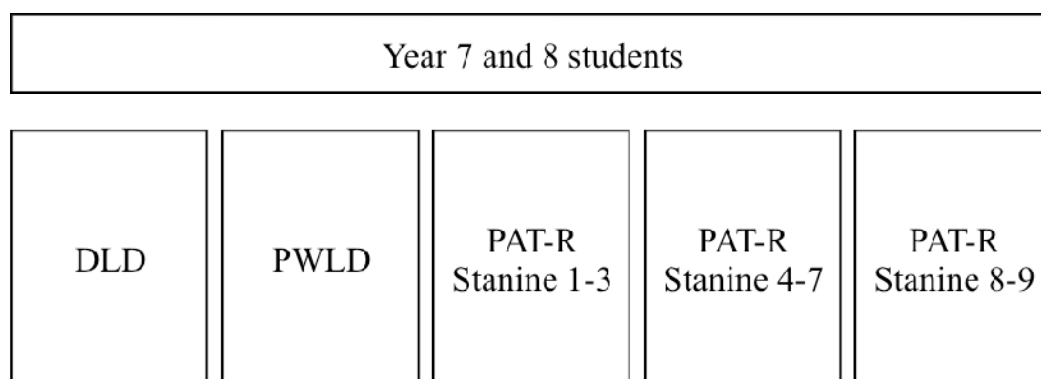 Year 7 and 8 students
DLD
PWLD
PAT-R
Stanine 1-3
PAT-R
Stanine 4-7
PAT-R
Stanine 8-9